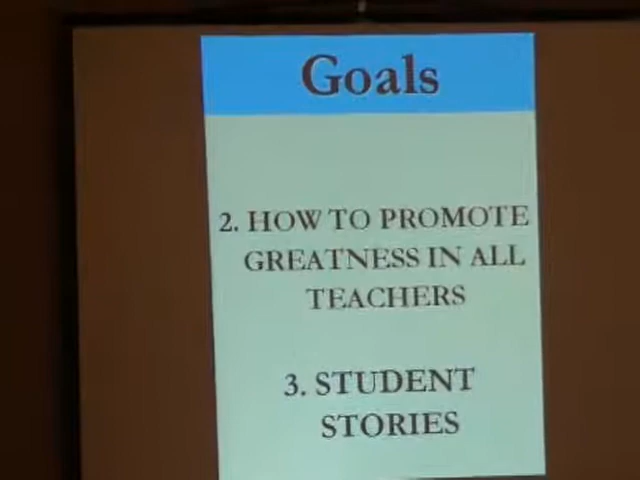 Goals
2. HOW TO PROMOTE
GREATNESS IN ALL
TEACHERS
3. STUDENT
STORIES